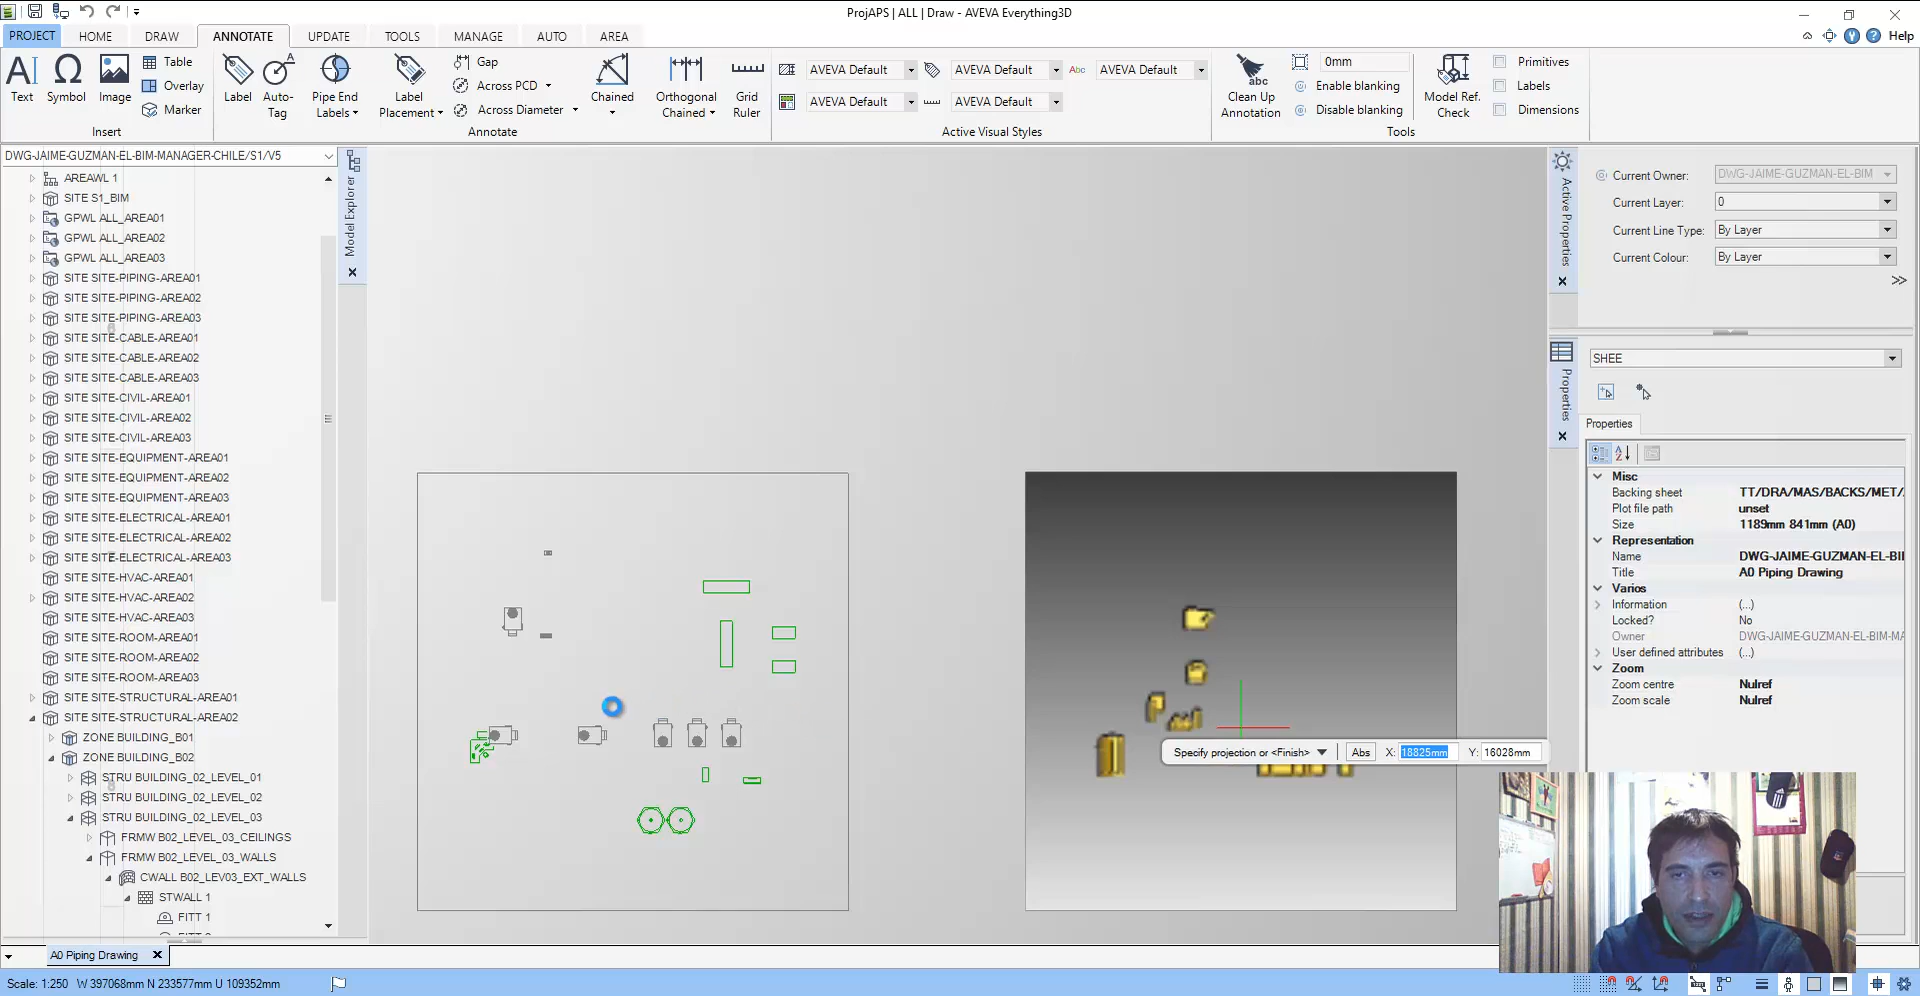 ProjAPS | ALL | Draw - AVEVA Everything3D
PROJECT
HOME
DRAW
ANNOTATE
UPDATE
TOOLS
MANAGE
AUTO
AREA
Help
Text
Symbol
Image
Table
Overlay
Marker
Insert
Label
Auto-
Tag
Pipe End
Labels
Label
Placement
Gap
Across PCD
Across Diameter
Annotate
Chained
Orthogonal
Chained
Grid
Ruler
AVEVA Default
AVEVA Default
Abc
AVEVA Default
AVEVA Default
AVEVA Default
Active Visual Styles
abc
Clean Up
Annotation
0mm
Enable blanking
Disable blanking
Model Ref.
Check
Primitives
Labels
Dimensions
Tools
DWG-JAIME-GUZMAN-EL-BIM-MANAGER-CHILE/S1/V5
AREAWL 1
SITE S1_BIM
GPWL ALL_AREA01
GPWL ALL_AREA02
GPWL ALL_AREA03
SITE SITE-PIPING-AREA01
SITE SITE-PIPING-AREA02
SITE SITE-PIPING-AREA03
SITE SITE-CABLE-AREA01
SITE SITE-CABLE-AREA02
SITE SITE-CABLE-AREA03
SITE SITE-CIVIL-AREA01
SITE SITE-CIVIL-AREA02
SITE SITE-CIVIL-AREA03
SITE SITE-EQUIPMENT-AREA01
SITE SITE-EQUIPMENT-AREA02
SITE SITE-EQUIPMENT-AREA03
SITE SITE-ELECTRICAL-AREA01
SITE SITE-ELECTRICAL-AREA02
SITE SITE-ELECTRICAL-AREA03
SITE SITE-HVAC-AREA01
SITE SITE-HVAC-AREA02
SITE SITE-HVAC-AREA03
SITE SITE-ROOM-AREA01
SITE SITE-ROOM-AREA02
SITE SITE-ROOM-AREA03
SITE SITE-STRUCTURAL-AREA01
SITE SITE-STRUCTURAL-AREA02
ZONE BUILDING_B01
ZONE BUILDING_B02
STRU BUILDING_02_LEVEL_01
STRU BUILDING_02_LEVEL_02
STRU BUILDING_02_LEVEL_03
FRMW B02_LEVEL_03_CEILINGS
FRMW B02_LEVEL_03_WALLS
CWALL B02_LEV03_EXT_WALLS
STWALL 1
FITT 1
Model Explorer
Specify projection or <Finish>
Abs
X: 18825mm
Y: 16028mm
Active Properties
Current Owner: DWG-JAIME-GUZMAN-EL-BIM
Current Layer: 0
Current Line Type: By Layer
Current Colour: By Layer
Properties
SHEE
Properties
Misc
Backing sheet TT/DRA/MAS/BACKS/MET/
Plot file path unset
Size 1189mm 841mm (A0)
Representation
Name DWG-JAIME-GUZMAN-EL-BI
Title A0 Piping Drawing
Varios
Information (...)
Locked? No
Owner DWG-JAIME-GUZMAN-EL-BIM-MA
User defined attributes (...)
Zoom
Zoom centre Nulref
Zoom scale Nulref
A0 Piping Drawing
Scale: 1:250 W 397068mm N 233577mm U 109352mm